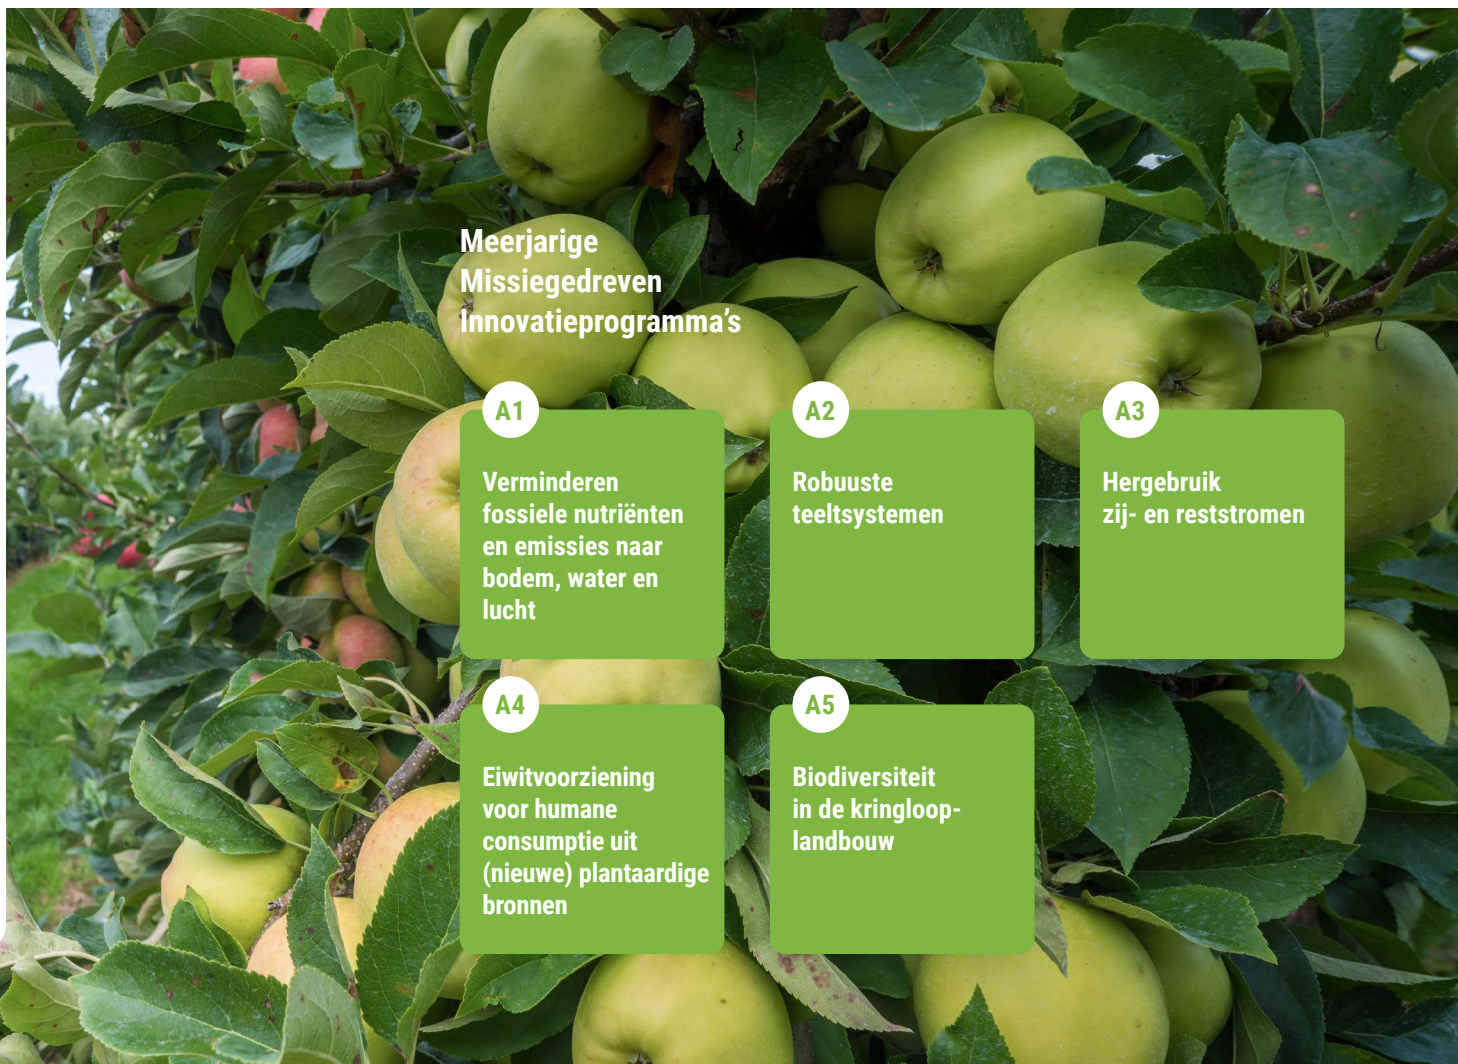 Meerjarige
Missiegedreven
Innovatieprogramma’s
A1
Verminderen
fossiele nutriënten
en emissies naar
bodem, water en
lucht
A2
Robuuste
teeltsystemen
A3
Hergebruik
zij- en reststromen
A4
Eiwitvoorziening
voor humane
consumptie uit
(nieuwe) plantaardige
bronnen
A5
Biodiversiteit
in de kringloop-
landbouw